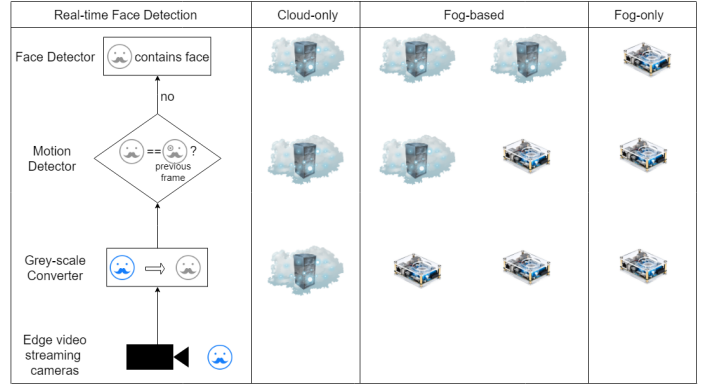 Real-time Face Detection
Cloud-only
Fog-based
Fog-only
Face Detector
contains face
no
Motion
Detector
== ?
previous
frame
Grey-scale
Converter
Edge video
streaming
cameras